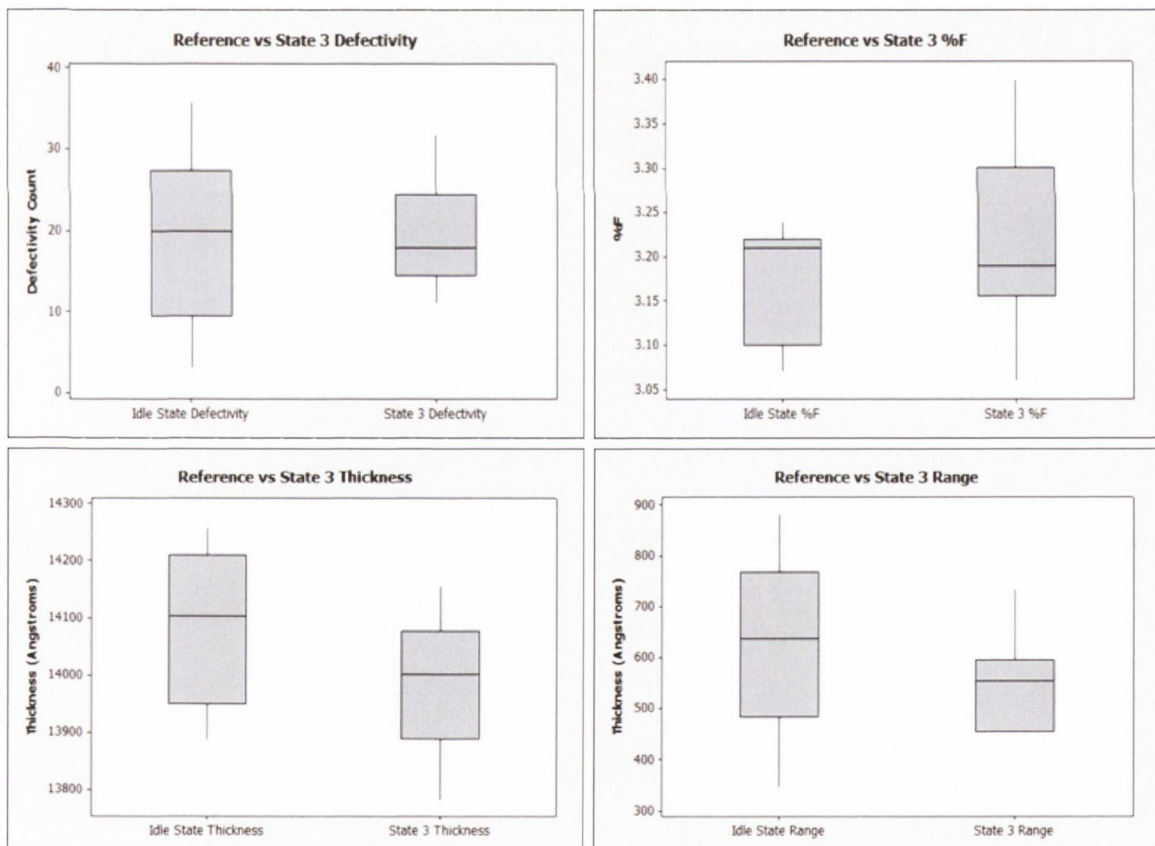 Reference vs State 3 Defectivity
Defectivity Count
40
30
20
10
0
Idle State Defectivity
State 3 Defectivity
Reference vs State 3 %F
%F
3.40
3.35
3.30
3.25
3.20
3.15
3.10
3.05
Idle State %F
State 3 %F
Reference vs State 3 Thickness
Thickness (Angstroms)
14300
14200
14100
14000
13900
13800
Idle State Thickness
State 3 Thickness
Reference vs State 3 Range
Thickness (Angstroms)
900
800
700
600
500
400
300
Idle State Range
State 3 Range